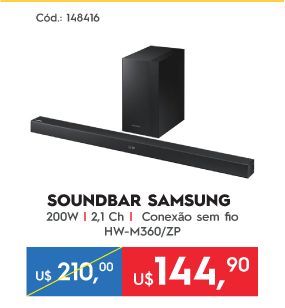 Cód.: 148416
SOUNDBAR SAMSUNG
200W | 2,1 Ch | Conexão sem fio
HW-M360/ZP
U$ 210,00
U$ 144,90